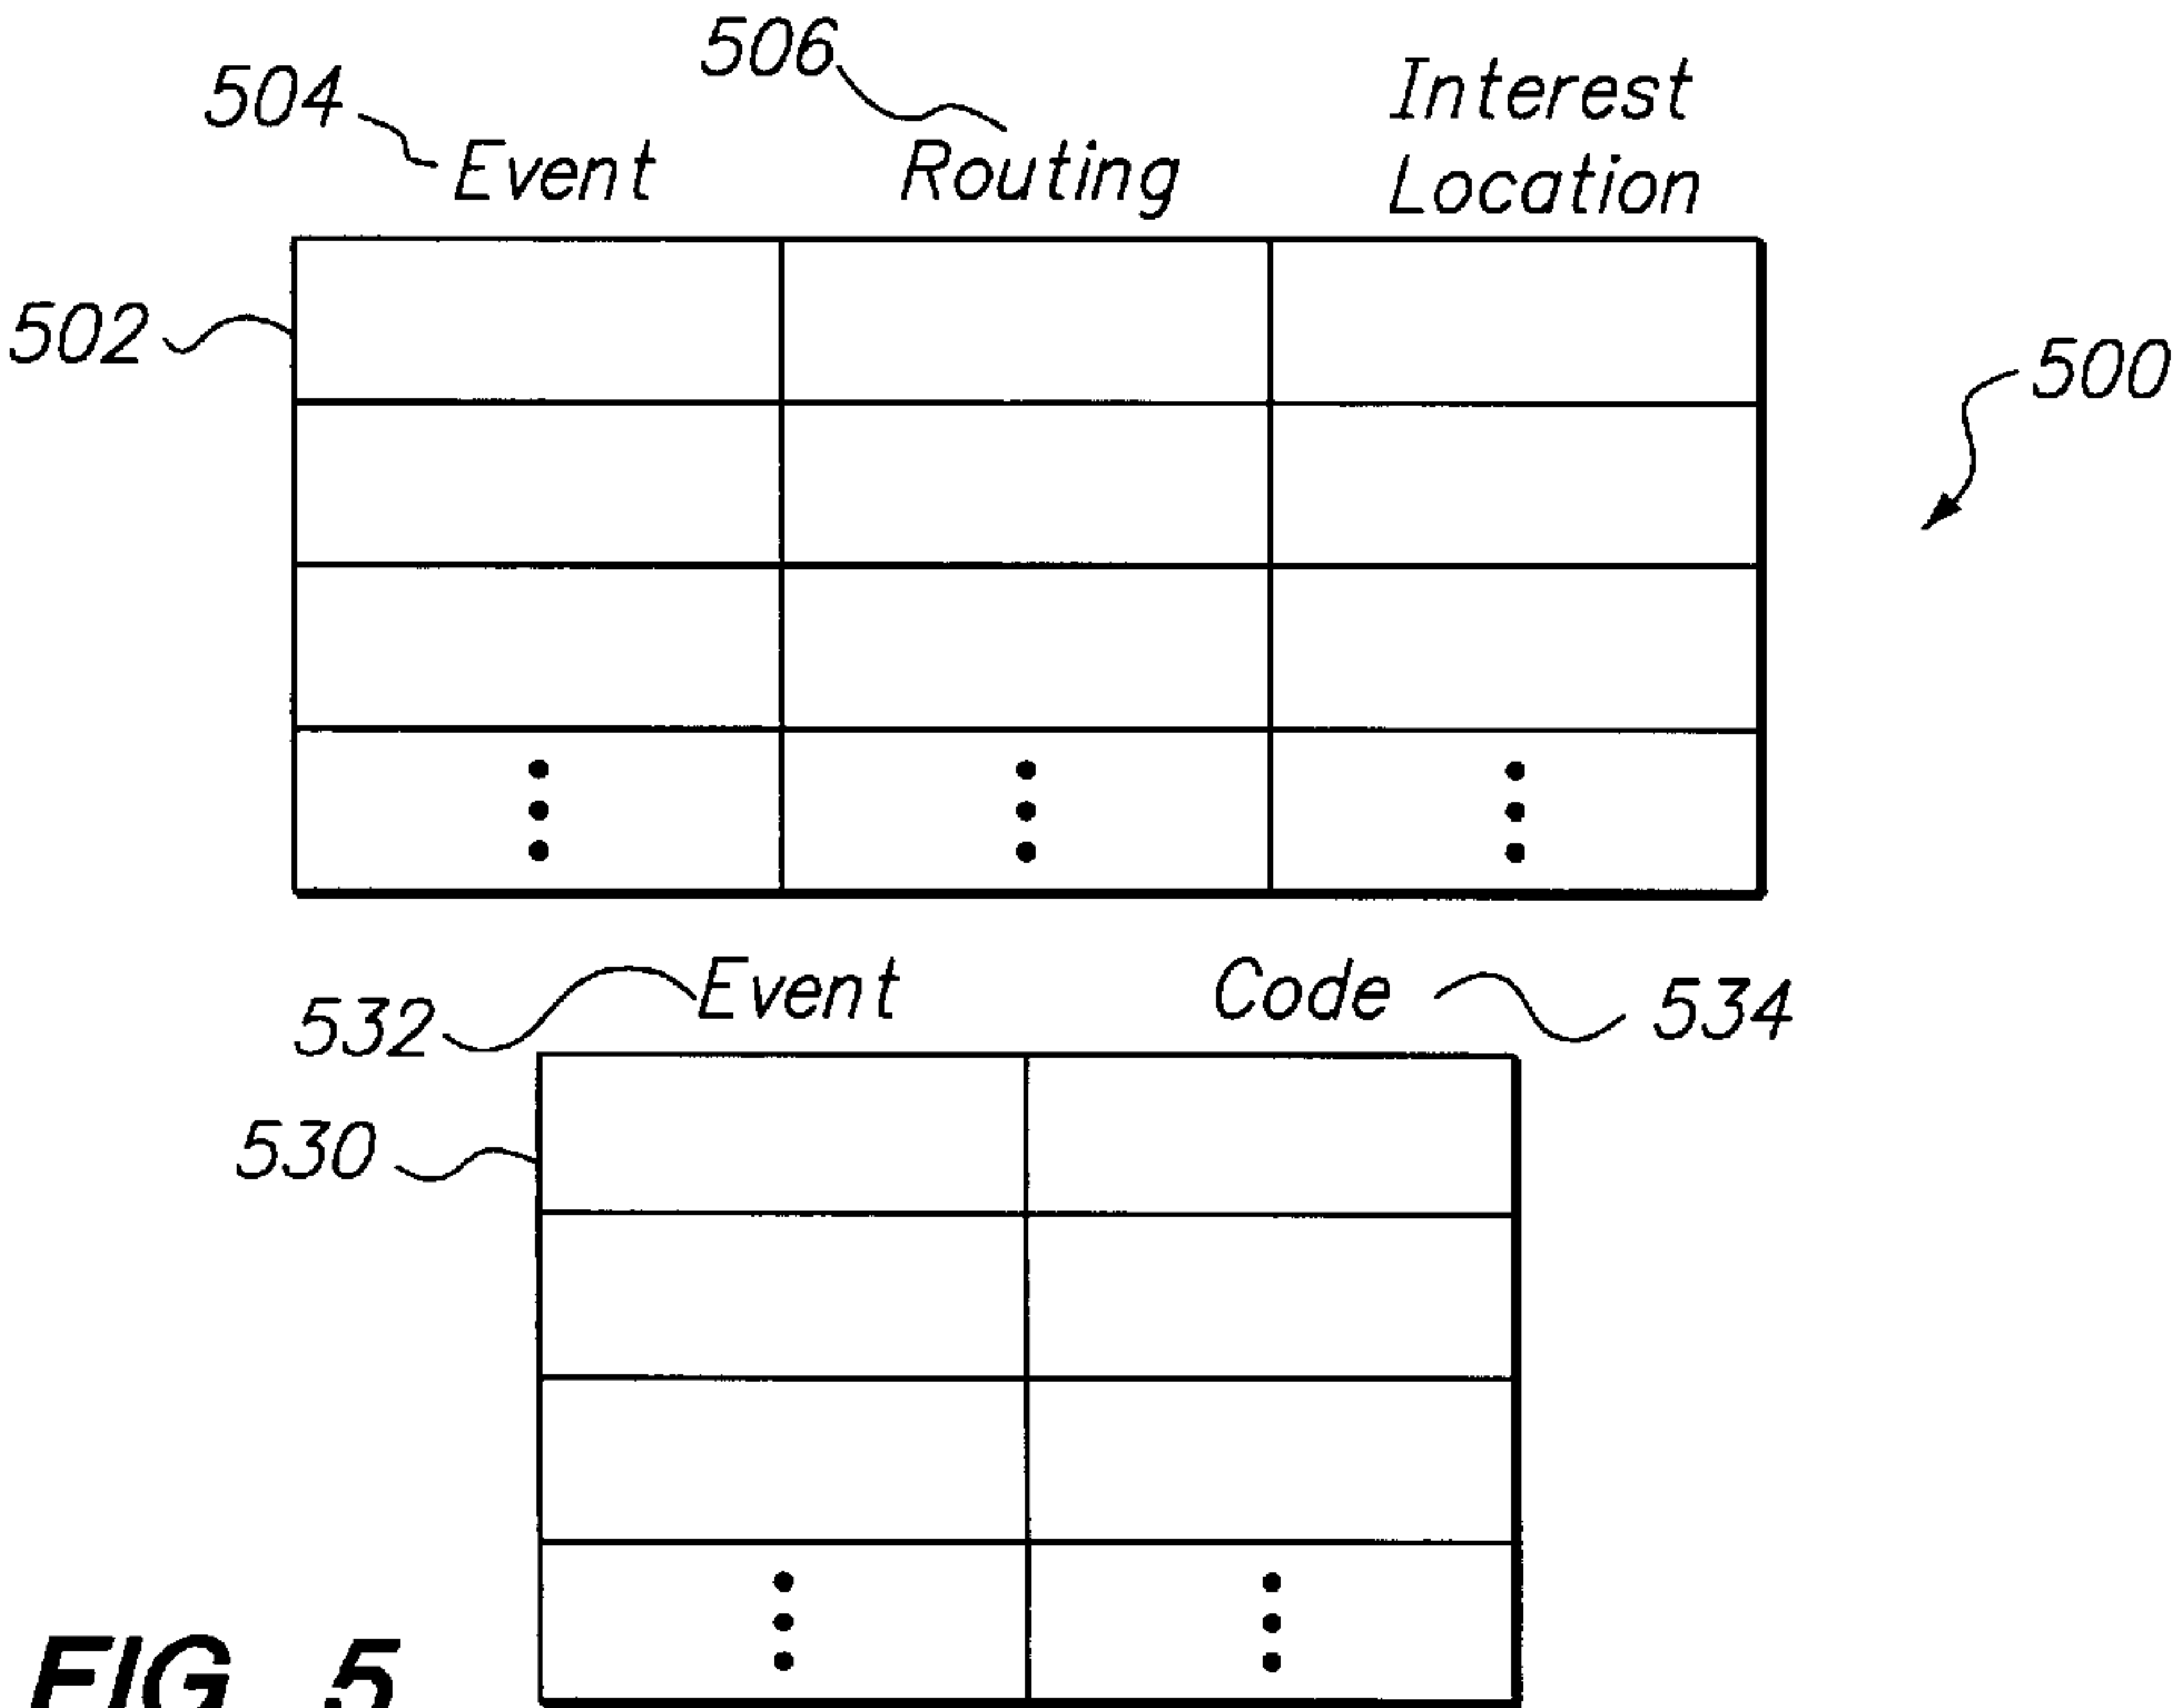 506
504
Interest
Event
Routing
Location
502
500
Event
Code
532
534
530
FIG. 5